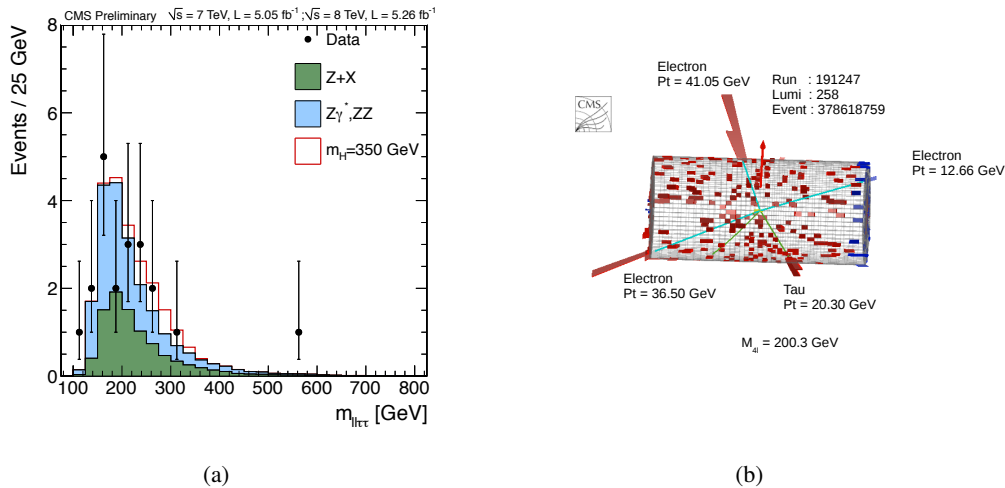 CMS Preliminary √s = 7 TeV, L = 5.05 fb⁻¹ ;√s = 8 TeV, L = 5.26 fb⁻¹
Events / 25 GeV
8
6
4
2
0
Data
Z+X
Zγ*,ZZ
m_H=350 GeV
100 200 300 400 500 600 700 800
m_llττ [GeV]
(a)
CMS
Electron
Pt = 41.05 GeV
Run : 191247
Lumi : 258
Event : 378618759
Electron
Pt = 12.66 GeV
Electron
Pt = 36.50 GeV
Tau
Pt = 20.30 GeV
M_4l = 200.3 GeV
(b)